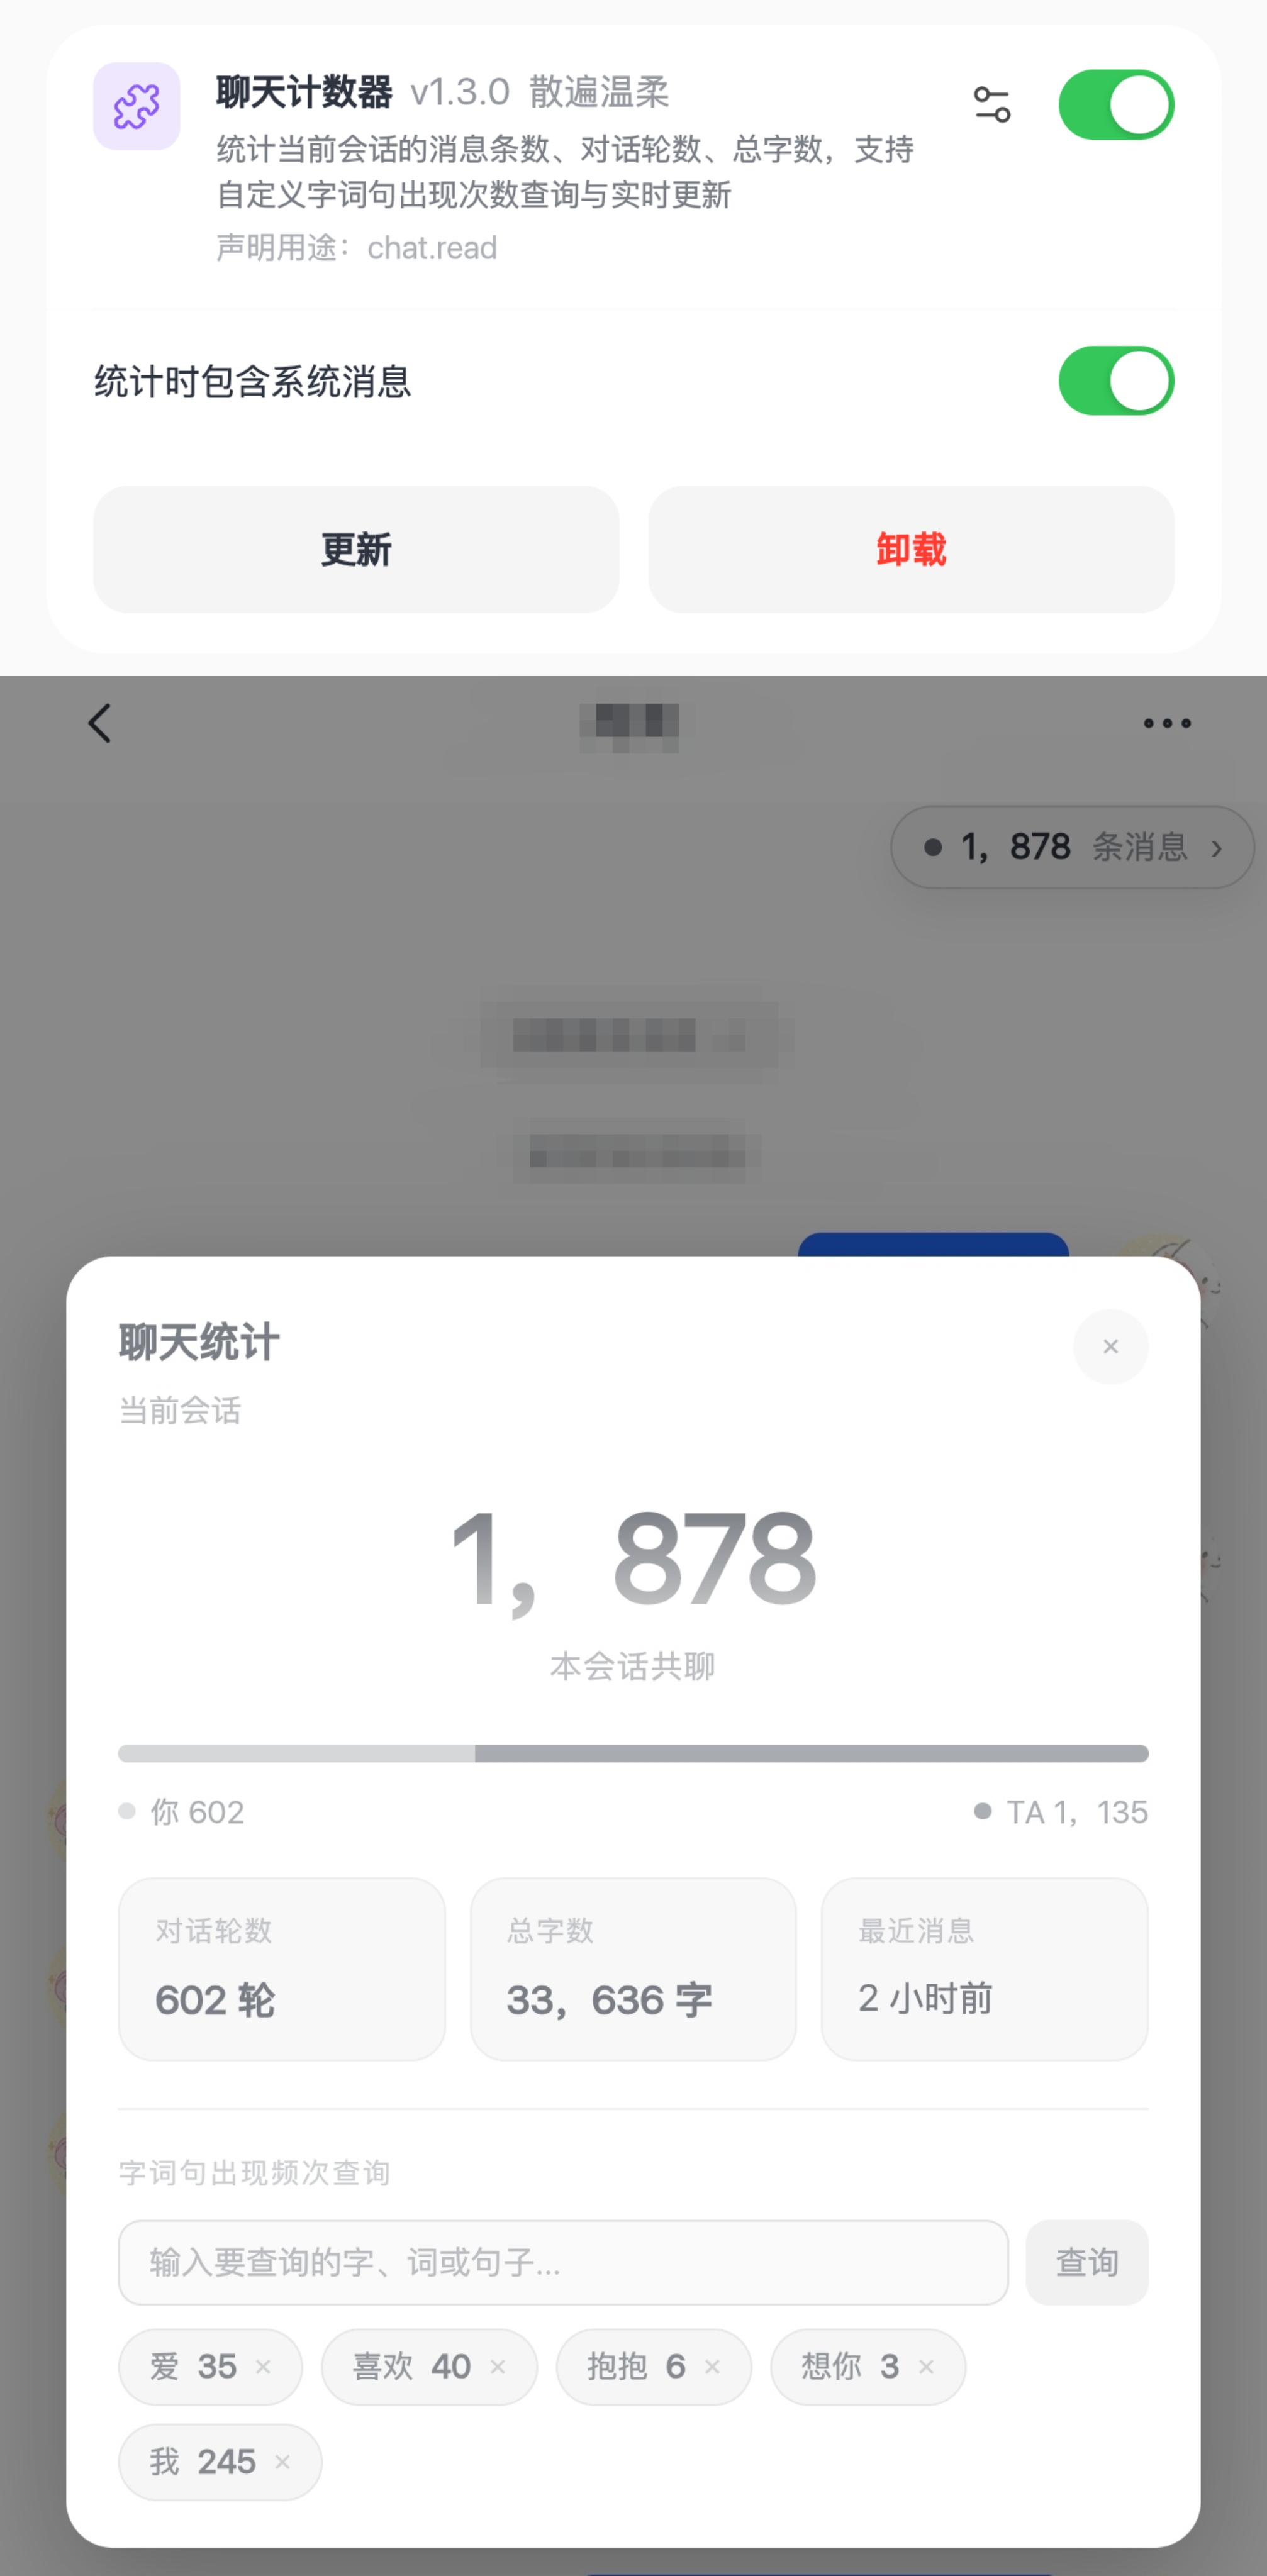 聊天计数器 v1.3.0 散遍温柔
统计当前会话的消息条数、对话轮数、总字数，支持
自定义字词句出现次数查询与实时更新
声明用途：chat.read
统计时包含系统消息
更新 卸载
1，878 条消息 ›
聊天统计 ×
当前会话
1，878
本会话共聊
你 602 TA 1，135
对话轮数 总字数 最近消息
602 轮 33，636 字 2 小时前
字词句出现频次查询
输入要查询的字、词或句子... 查询
爱 35 × 喜欢 40 × 抱抱 6 × 想你 3 ×
我 245 ×